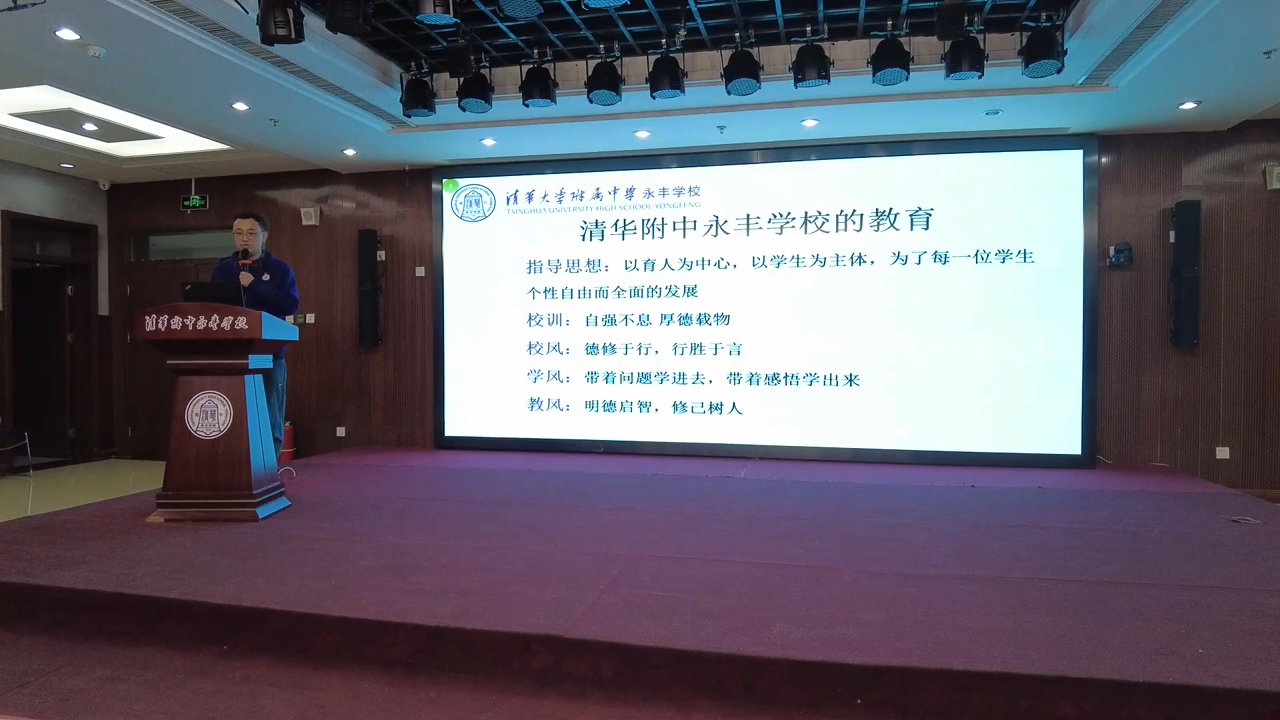 清华大学附属中学永丰学校
TSINGHUA UNIVERSITY HIGH SCHOOL YONGFENG
清华附中永丰学校的教育
指导思想：以育人为中心，以学生为主体，为了每一位学生
个性自由而全面的发展
校训：自强不息 厚德载物
校风：德修于行，行胜于言
学风：带着问题学进去，带着感悟学出来
教风：明德启智，修己树人
清华附中永丰学校